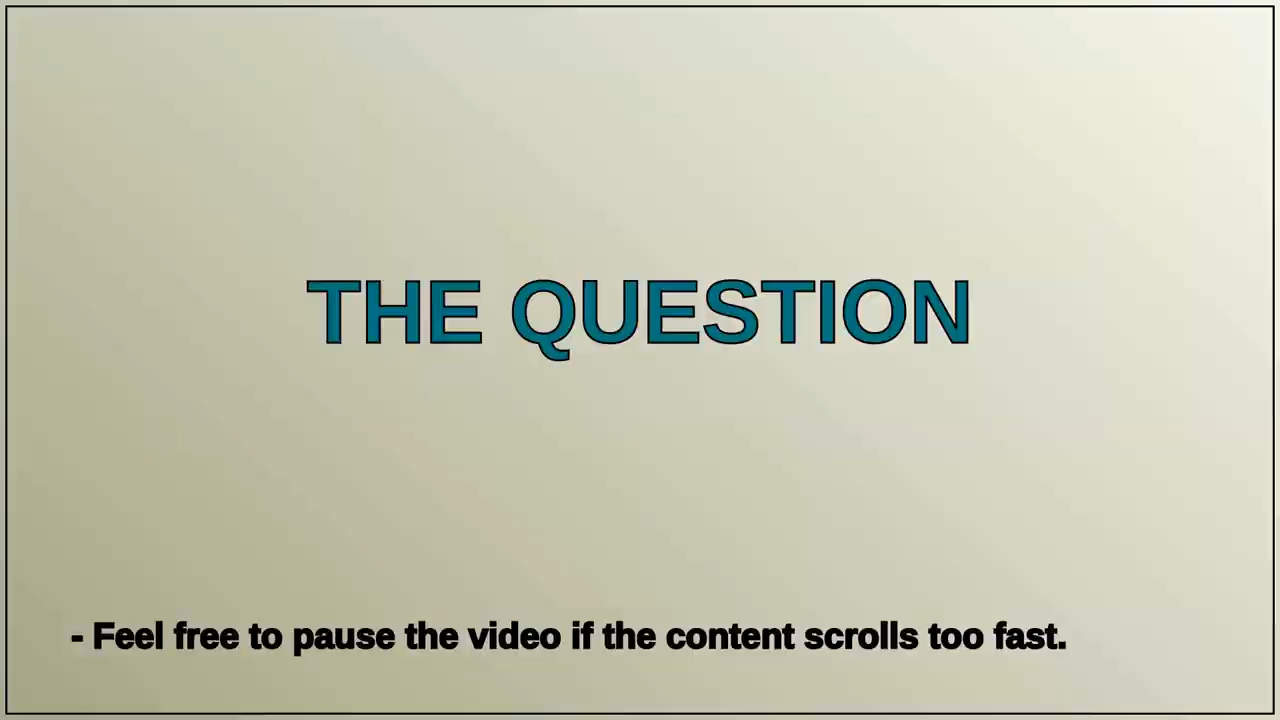 THE QUESTION
- Feel free to pause the video if the content scrolls too fast.